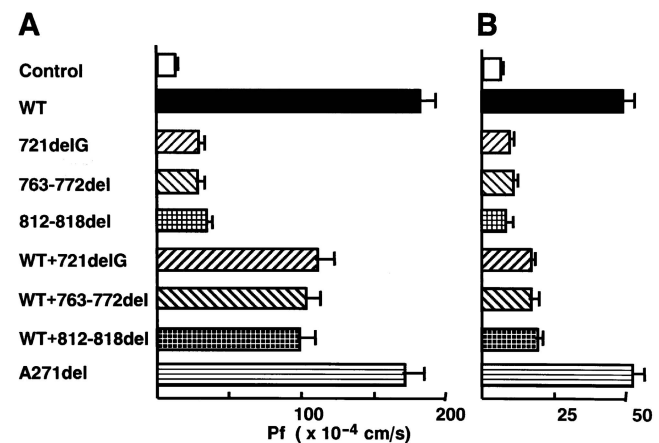 A B
Control
WT
721delG
763-772del
812-818del
WT+721delG
WT+763-772del
WT+812-818del
A271del
100 200 25 50
Pf ( x 10⁻⁴ cm/s)